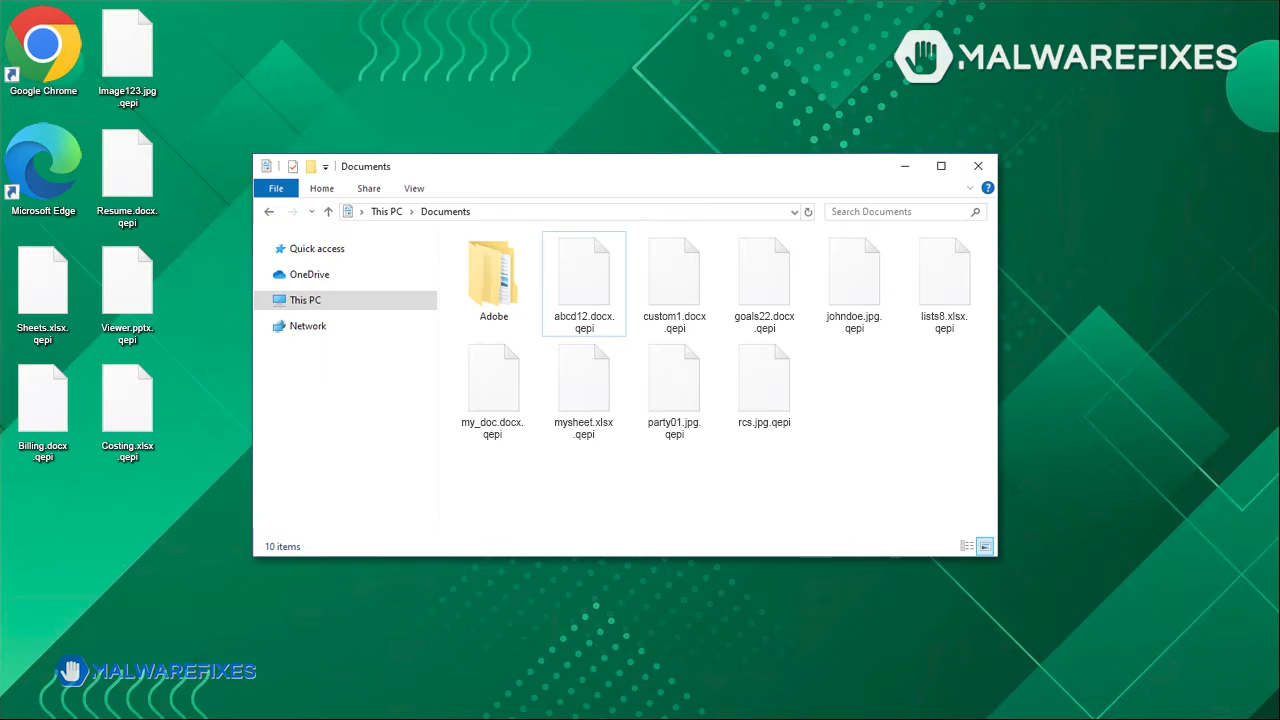 MALWAREFIXES
Google Chrome
Image123.jpg
.qepi
Microsoft Edge
Resume.docx.
qepi
Sheets.xlsx.
qepi
Viewer.pptx.
qepi
Billing.docx
.qepi
Costing.xlsx
.qepi
Documents
File Home Share View
This PC Documents
Search Documents
Quick access
OneDrive
This PC
Network
Adobe
abcd12.docx.
qepi
custom1.docx
.qepi
goals22.docx
.qepi
johndoe.jpg.
qepi
lists8.xlsx.
qepi
my_doc.docx.
qepi
mysheet.xlsx
.qepi
party01.jpg.
qepi
rcs.jpg.qepi
10 items
MALWAREFIXES